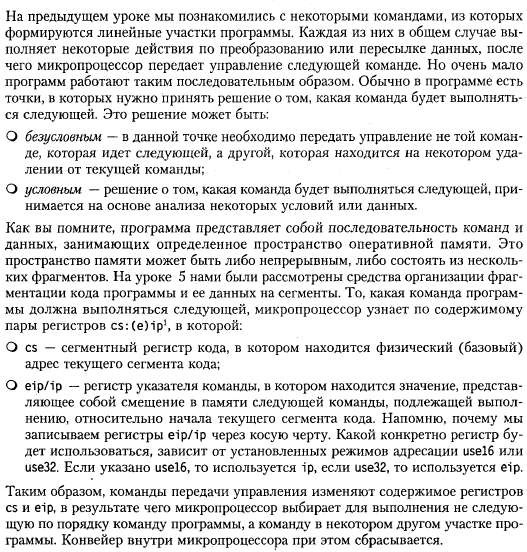 На предыдущем уроке мы познакомились с некоторыми командами, из которых
формируются линейные участки программы. Каждая из них в общем случае вы-
полняет некоторые действия по преобразованию или пересылке данных, после
чего микропроцессор передает управление следующей команде. Но очень мало
программ работают таким последовательным образом. Обычно в программе есть
точки, в которых нужно принять решение о том, какая команда будет выполнять-
ся следующей. Это решение может быть:
О безусловным — в данной точке необходимо передать управление не той коман-
де, которая идет следующей, а другой, которая находится на некотором уда-
лении от текущей команды;
О условным — решение о том, какая команда будет выполняться следующей, при-
нимается на основе анализа некоторых условий или данных.
Как вы помните, программа представляет собой последовательность команд и
данных, занимающих определенное пространство оперативной памяти. Это
пространство памяти может быть либо непрерывным, либо состоять из несколь-
ких фрагментов. На уроке 5 нами были рассмотрены средства организации фраг-
ментации кода программы и ее данных на сегменты. То, какая команда програм-
мы должна выполняться следующей, микропроцессор узнает по содержимому
пары регистров cs:(e)ip¹, в которой:
О cs — сегментный регистр кода, в котором находится физический (базовый)
адрес текущего сегмента кода;
О eip/ip — регистр указателя команды, в котором находится значение, представ-
ляющее собой смещение в памяти следующей команды, подлежащей выпол-
нению, относительно начала текущего сегмента кода. Напомню, почему мы
записываем регистры eip/ip через косую черту. Какой конкретно регистр бу-
дет использоваться, зависит от установленных режимов адресации use16 или
use32. Если указано use16, то используется ip, если use32, то используется eip.
Таким образом, команды передачи управления изменяют содержимое регистров
cs и eip, в результате чего микропроцессор выбирает для выполнения не следую-
щую по порядку команду программы, а команду в некотором другом участке про-
граммы. Конвейер внутри микропроцессора при этом сбрасывается.